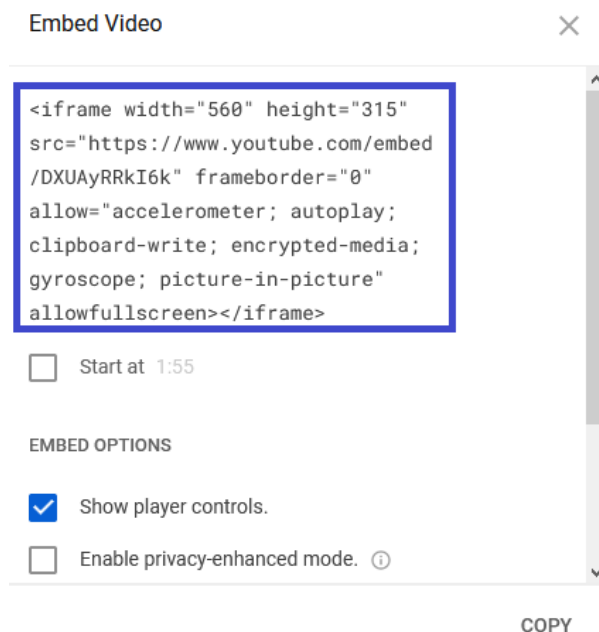 Embed Video
<iframe width="560" height="315"
src="https://www.youtube.com/embed
/DXUAyRRkI6k" frameborder="0"
allow="accelerometer; autoplay;
clipboard-write; encrypted-media;
gyroscope; picture-in-picture"
allowfullscreen></iframe>
Start at 1:55
EMBED OPTIONS
Show player controls.
Enable privacy-enhanced mode.
COPY